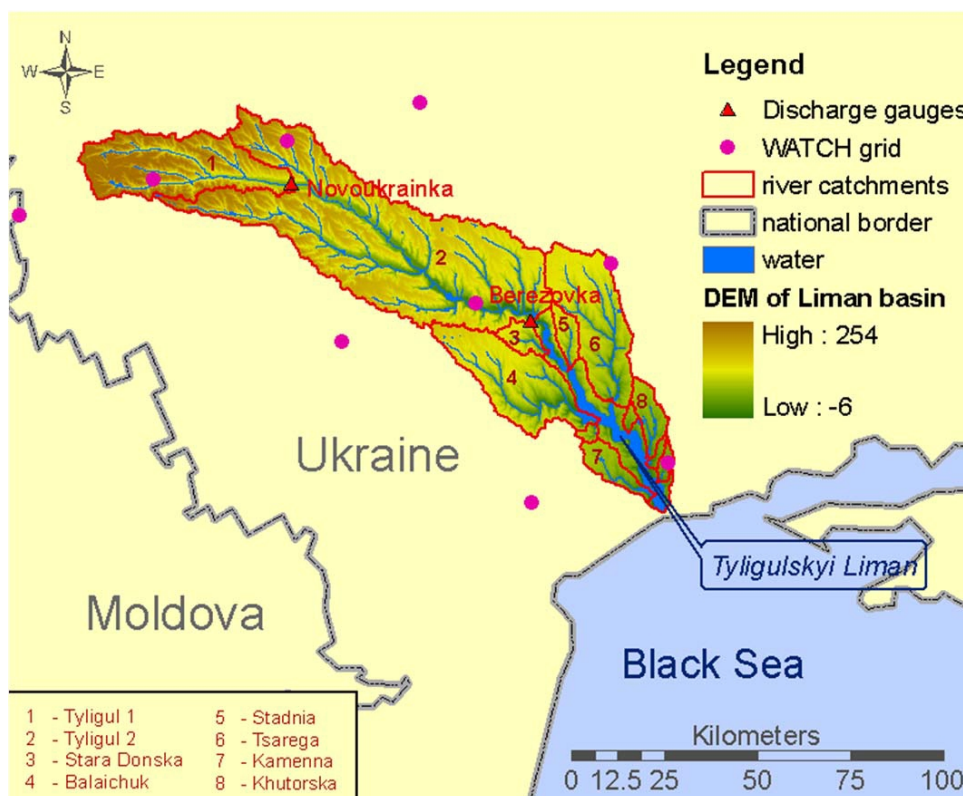 N
W E
S
Legend
Discharge gauges
WATCH grid
river catchments
national border
water
DEM of Liman basin
High : 254
Low : -6
1
Novoukrainka
2
Berezovka
3
5
6
4
8
7
Ukraine
Tyligulskyi Liman
Moldova
Black Sea
1 - Tyligul 1
2 - Tyligul 2
3 - Stara Donska
4 - Balaichuk
5 - Stadnia
6 - Tsarega
7 - Kamenna
8 - Khutorska
Kilometers
0 12.5 25 50 75 100